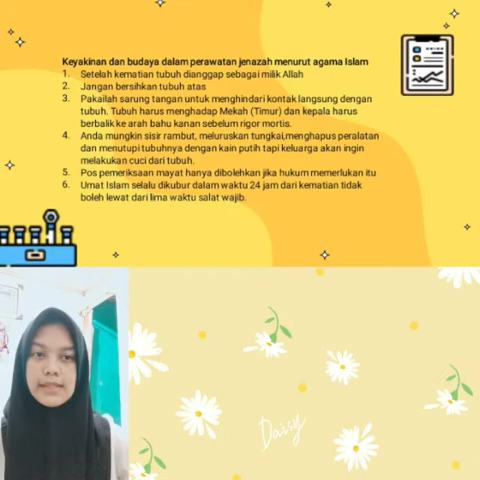 Keyakinan dan budaya dalam perawatan jenazah menurut agama Islam
1. Setelah kematian tubuh dianggap sebagai milik Allah
2. Jangan bersihkan tubuh atas
3. Pakailah sarung tangan untuk menghindari kontak langsung dengan
tubuh. Tubuh harus menghadap Mekah (Timur) dan kepala harus
berbalik ke arah bahu kanan sebelum rigor mortis.
4. Anda mungkin sisir rambut, meluruskan tungkai,menghapus peralatan
dan menutupi tubuhnya dengan kain putih tapi keluarga akan ingin
melakukan cuci dari tubuh.
5. Pos pemeriksaan mayat hanya dibolehkan jika hukum memerlukan itu
6. Umat Islam selalu dikubur dalam waktu 24 jam dari kematian tidak
boleh lewat dari lima waktu salat wajib.
Daisy